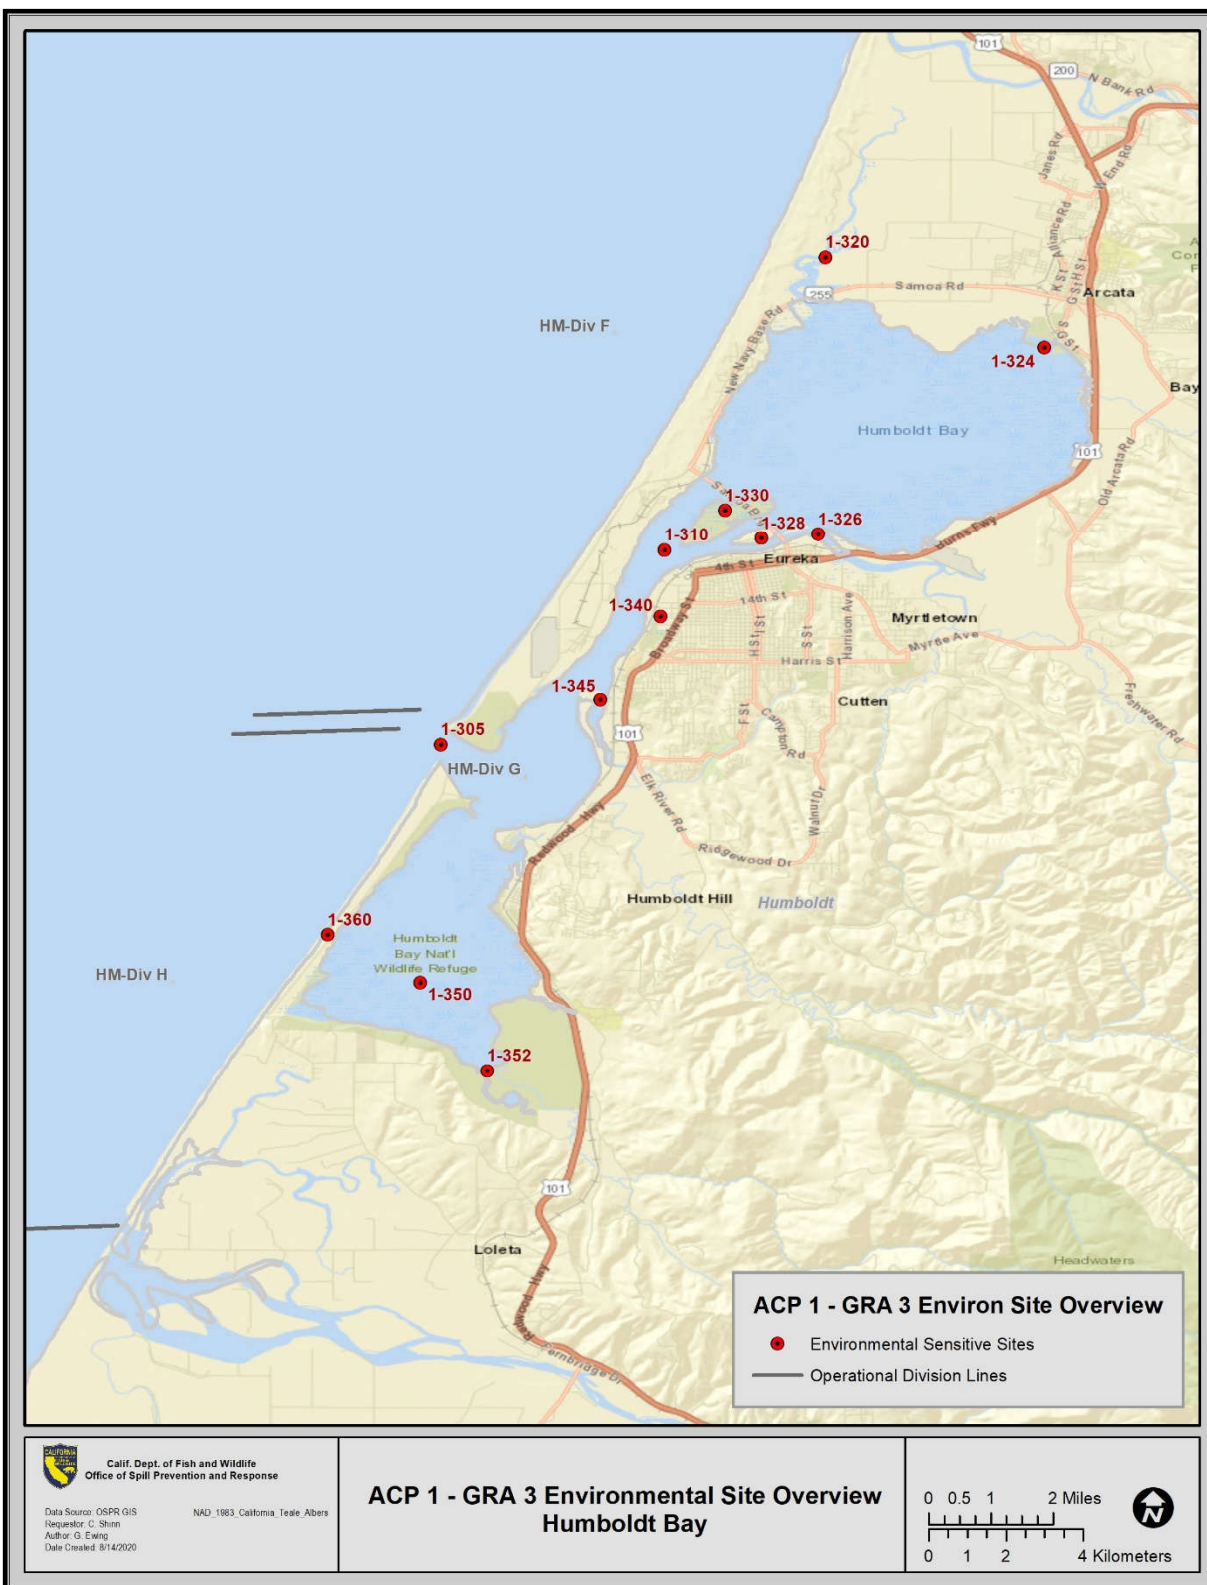 101
200
N Bank Rd
Janes Rd
W End Rd
Alliance Rd
1-320
255
Samoa Rd
K St
G St
H St
Arcata
HM-Div F
New Navy Base Rd
1-324
Bay
Humboldt Bay
101
Old Arcata Rd
1-330
1-328
1-326
1-310
Burns Fwy
Eureka
4th St
1-340
14th St
Broadway St
H St
I St
S St
Harrison Ave
Myrtletown
Myrtle Ave
Harris St
1-345
Cutten
Freshwater Rd
F St
Campton Rd
101
1-305
HM-Div G
Elk River Rd
Walnut Dr
Redwood Hwy
Ridgewood Dr
Humboldt Hill
Humboldt
1-360
Humboldt
Bay Nat'l
Wildlife Refuge
HM-Div H
1-350
1-352
101
Loleta
Redwood Hwy
Headwaters
Fernbridge Dr
ACP 1 - GRA 3 Environ Site Overview
Environmental Sensitive Sites
Operational Division Lines
CALIFORNIA
Calif. Dept. of Fish and Wildlife
Office of Spill Prevention and Response
Data Source: OSPR GIS
NAD_1983_California_Teale_Albers
Requestor: C. Shinn
Author: G. Ewing
Date Created: 8/14/2020
ACP 1 - GRA 3 Environmental Site Overview
Humboldt Bay
0 0.5 1 2 Miles
0 1 2 4 Kilometers
N